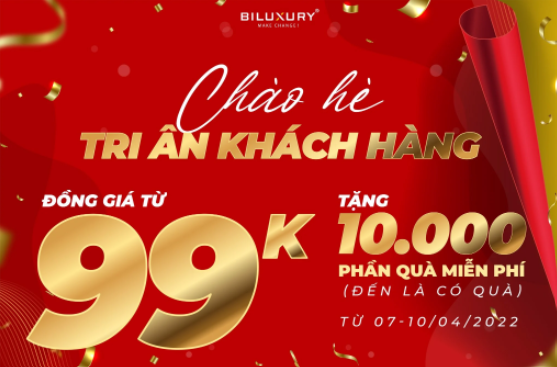 BILUXURY®
MAKE CHANGE!
Chào hè
TRI ÂN KHÁCH HÀNG
ĐỒNG GIÁ TỪ
99K
TẶNG
10.000
PHẦN QUÀ MIỄN PHÍ
(ĐẾN LÀ CÓ QUÀ)
TỪ 07-10/04/2022